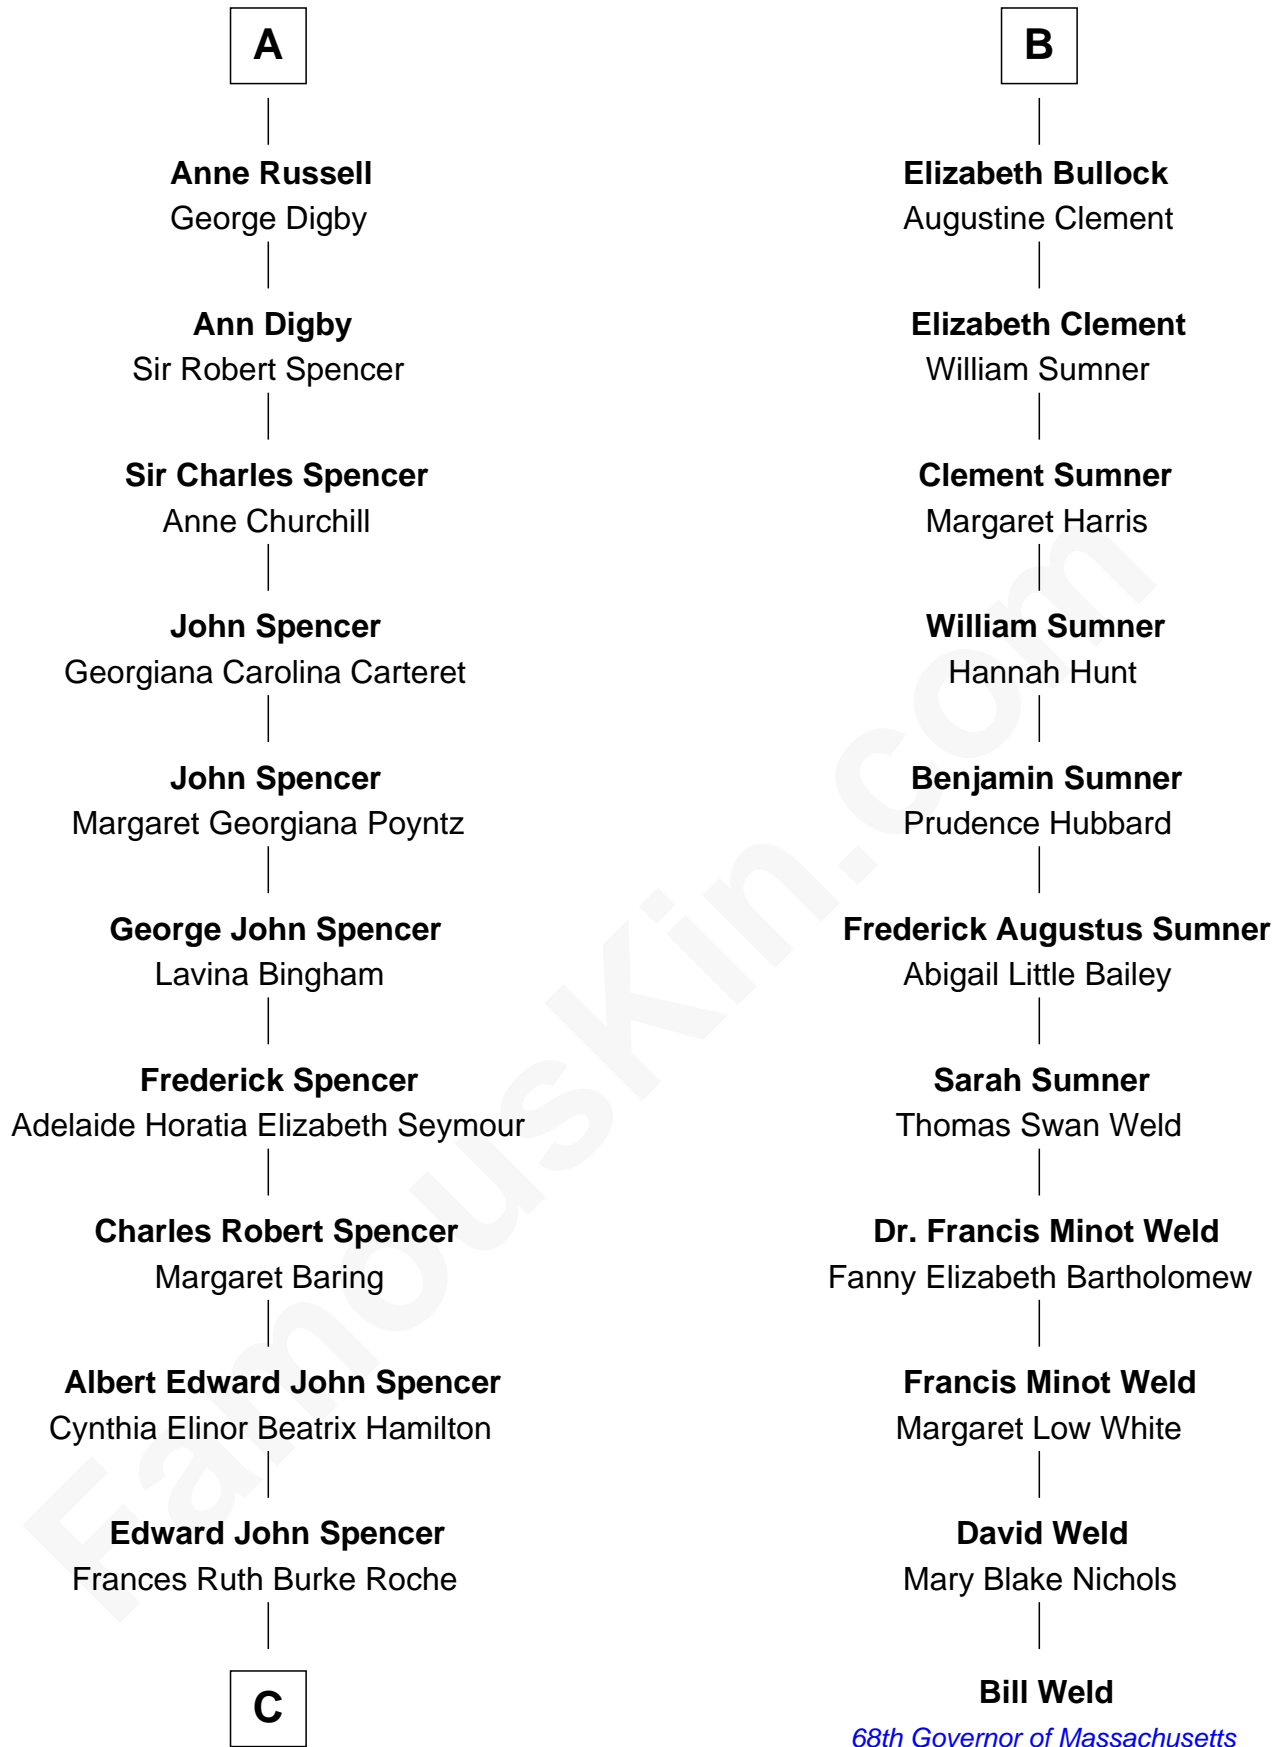 A
Anne Russell
George Digby
Ann Digby
Sir Robert Spencer
Sir Charles Spencer
Anne Churchill
John Spencer
Georgiana Carolina Carteret
John Spencer
Margaret Georgiana Poyntz
George John Spencer
Lavina Bingham
Frederick Spencer
Adelaide Horatia Elizabeth Seymour
Charles Robert Spencer
Margaret Baring
Albert Edward John Spencer
Cynthia Elinor Beatrix Hamilton
Edward John Spencer
Frances Ruth Burke Roche
C
B
Elizabeth Bullock
Augustine Clement
Elizabeth Clement
William Sumner
Clement Sumner
Margaret Harris
William Sumner
Hannah Hunt
Benjamin Sumner
Prudence Hubbard
Frederick Augustus Sumner
Abigail Little Bailey
Sarah Sumner
Thomas Swan Weld
Dr. Francis Minot Weld
Fanny Elizabeth Bartholomew
Francis Minot Weld
Margaret Low White
David Weld
Mary Blake Nichols
Bill Weld
68th Governor of Massachusetts
FamousKin.com